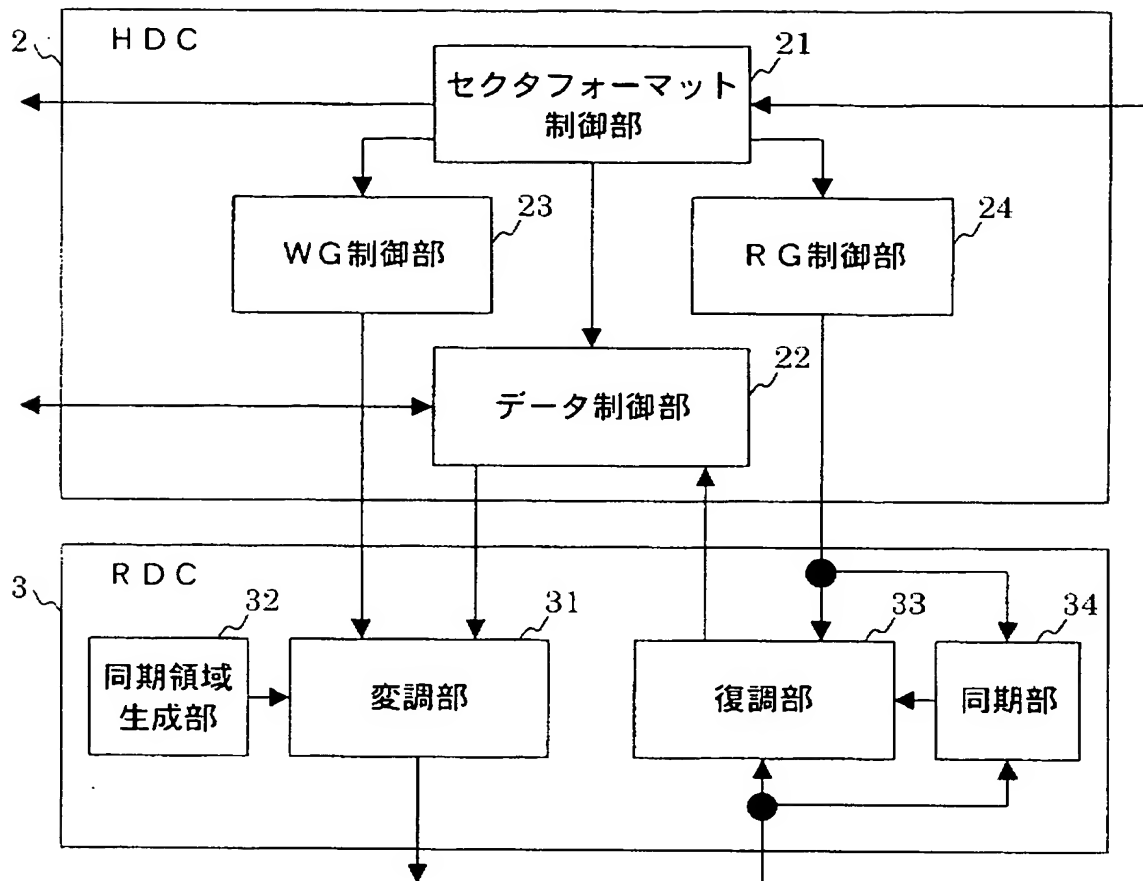 2
HDC
21
セクタフォーマット
制御部
23
WG制御部
24
RG制御部
22
データ制御部
3
RDC
32
同期領域
生成部
31
変調部
33
復調部
34
同期部